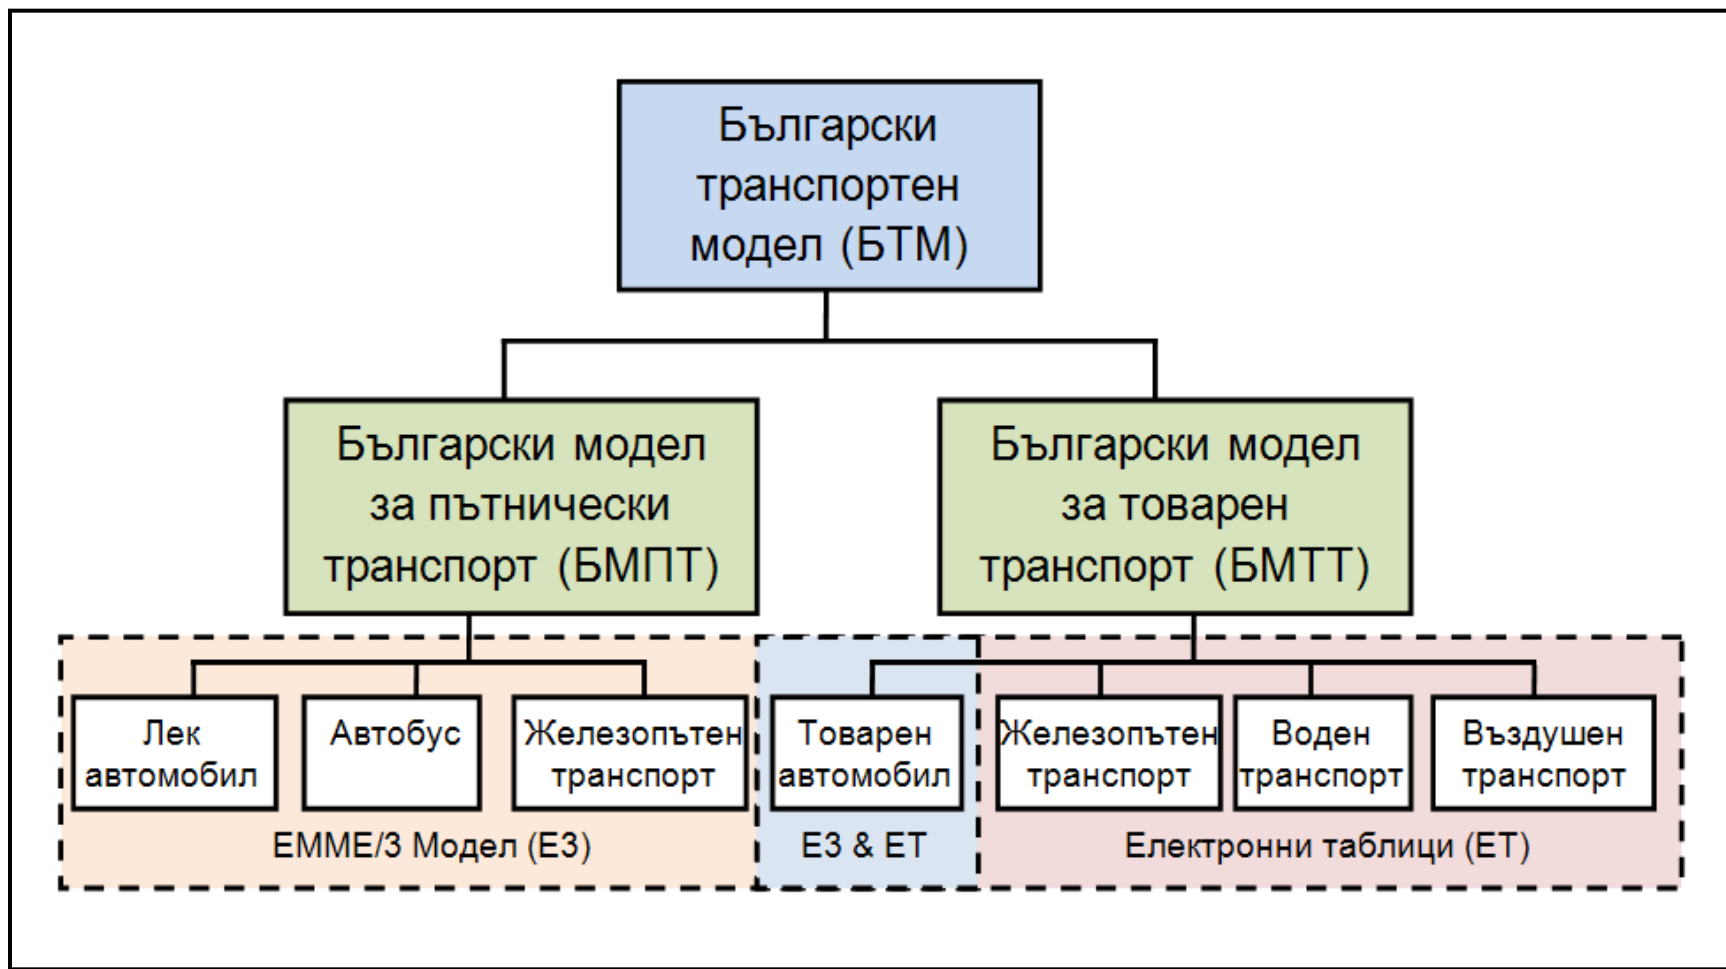 Български
транспортен
модел (БТМ)
Български модел
за пътнически
транспорт (БМПТ)
Български модел
за товарен
транспорт (БМТТ)
Лек
автомобил
Автобус
Железопътен
транспорт
Товарен
автомобил
Железопътен
транспорт
Воден
транспорт
Въздушен
транспорт
ЕММЕ/3 Модел (Е3)
Е3 & ЕТ
Електронни таблици (ЕТ)